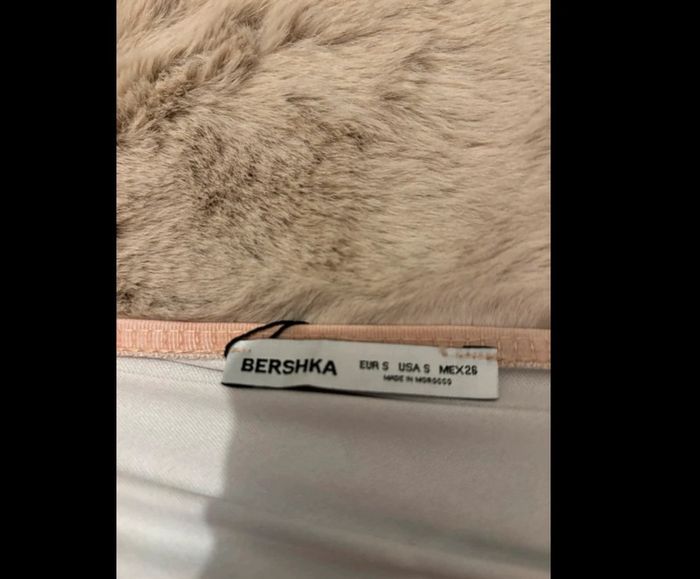 BERSHKA EUR S USA S MEX26
MADE IN MOROCCO